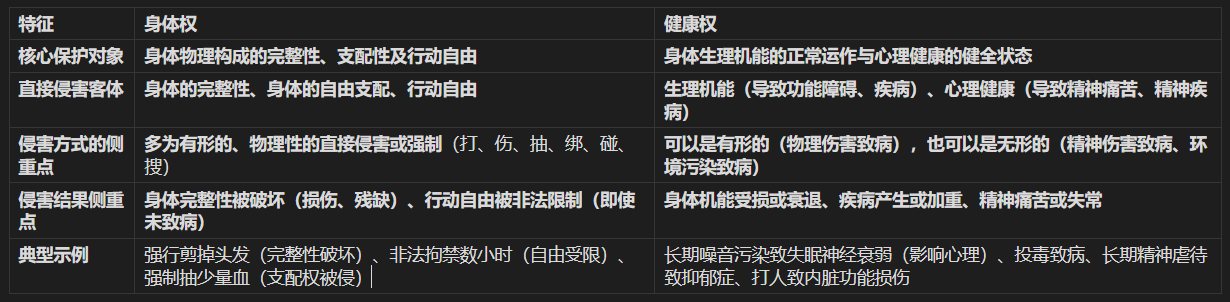 特征 身体权 健康权
核心保护对象 身体物理构成的完整性、支配性及行动自由 身体生理机能的正常运作与心理健康的健全状态
直接侵害客体 身体的完整性、身体的自由支配、行动自由 生理机能（导致功能障碍、疾病）、心理健康（导致精神痛苦、精神疾
病）
侵害方式的侧 多为有形的、物理性的直接侵害或强制（打、伤、抽、绑、碰、 可以是有形的（物理伤害致病），也可以是无形的（精神伤害致病、环
重点 搜） 境污染致病）
侵害结果侧重 身体完整性被破坏（损伤、残缺）、行动自由被非法限制（即使 身体机能受损或衰退、疾病产生或加重、精神痛苦或失常
点 未致病）
典型示例 强行剪掉头发（完整性破坏）、非法拘禁数小时（自由受限）、 长期噪音污染致失眠神经衰弱（影响心理）、投毒致病、长期精神虐待
强制抽少量血（支配权被侵） 致抑郁症、打人致内脏功能损伤